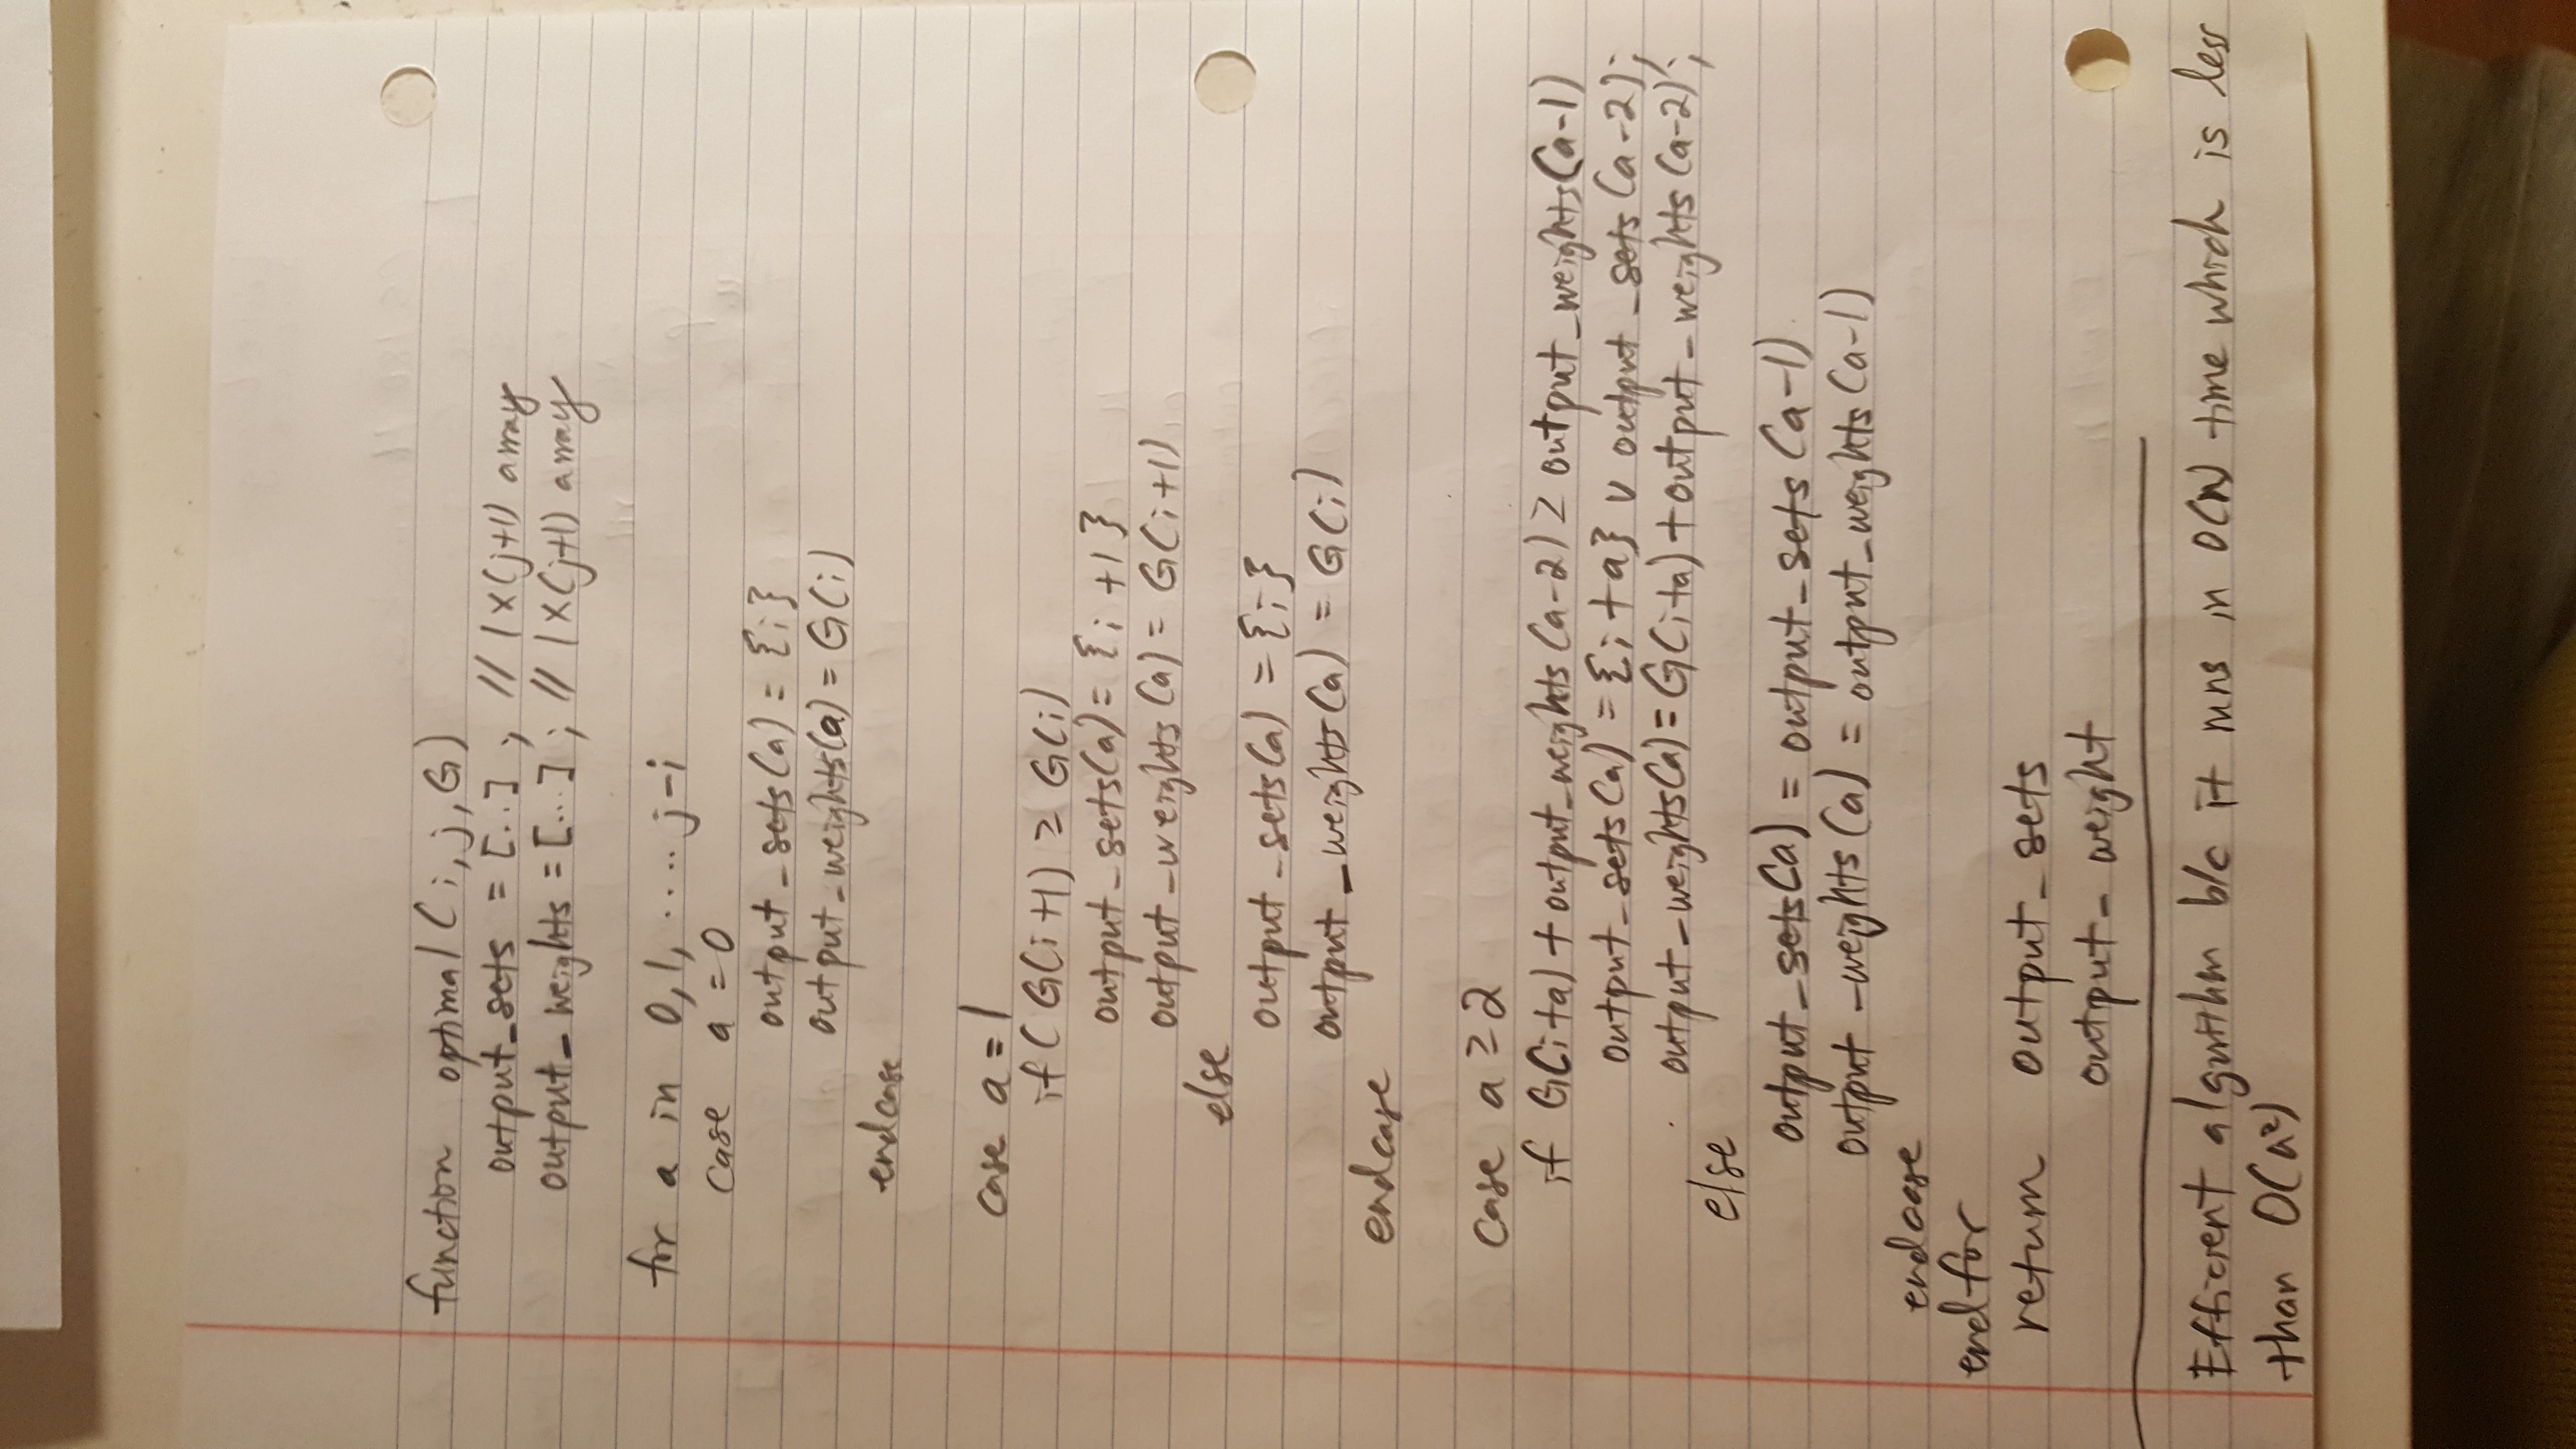 function optimal (i, j, G)
output_sets = [..] ; // 1x(j+1) array
output_weights = [...] ; // 1x(j+1) array
for a in 0,1, ..... j-i
case a = 0
output_sets(a) = {i}
output_weights(a) = G(i)
endcase
case a = 1
if ( G(i+1) ≥ G(i)
output_sets(a) = {i +1}
output_weights (a) = G(i+1)
else
output_sets(a) = {i}
output_weights (a) = G(i)
endcase
case a ≥ 2
if G(i+a) + output_weights (a-2) ≥ output_weights(a-1)
output_sets(a) = {i+a} ∪ output_sets (a-2);
output_weights(a) = G(i+a) + output_weights (a-2);
else
output_sets(a) = output_sets (a-1)
output_weights (a) = output_weights (a-1)
endcase
endfor
return output_sets
output_weight
Efficient algorithm b/c it runs in O(n) time which is less
than O(n²)